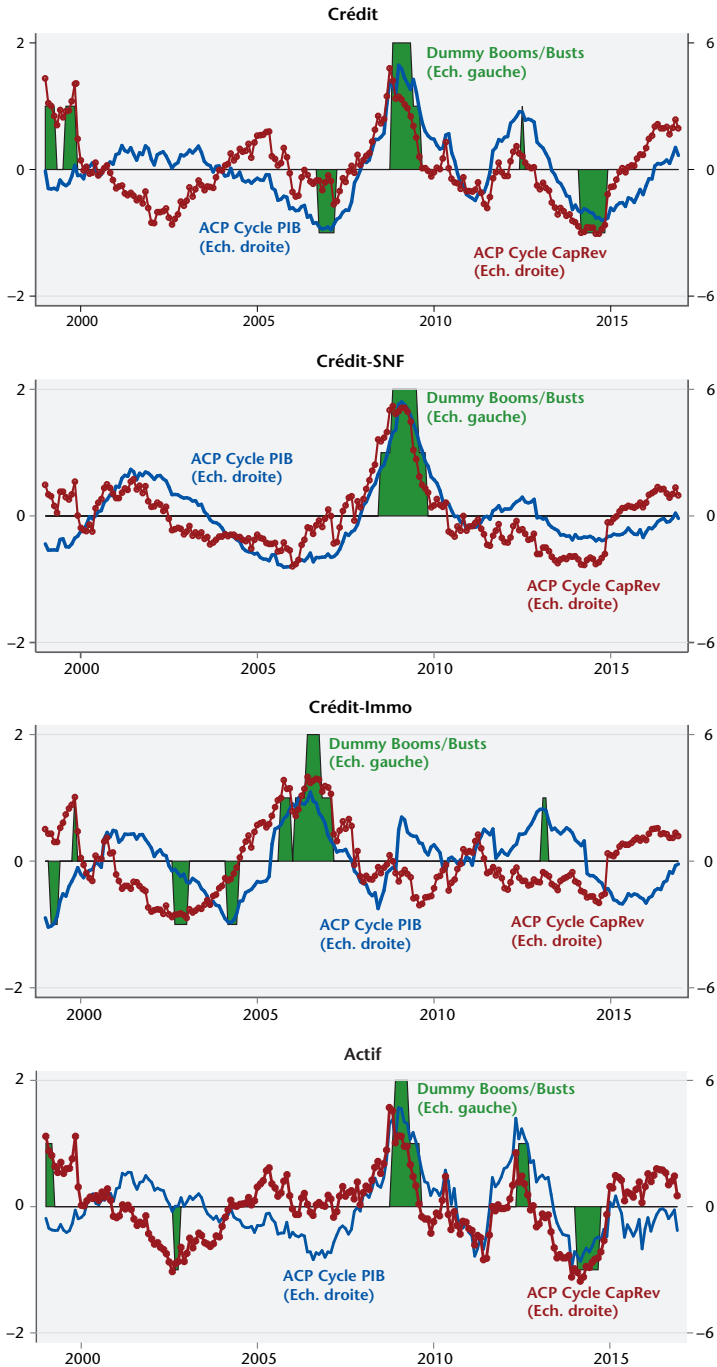 Crédit
2
6
Dummy Booms/Busts
(Ech. gauche)
0
0
ACP Cycle PIB
(Ech. droite)
ACP Cycle CapRev
(Ech. droite)
−2
−6
2000
2005
2010
2015
Crédit-SNF
2
6
Dummy Booms/Busts
(Ech. gauche)
ACP Cycle PIB
(Ech. droite)
0
0
ACP Cycle CapRev
(Ech. droite)
−2
−6
2000
2005
2010
2015
Crédit-Immo
2
6
Dummy Booms/Busts
(Ech. gauche)
0
0
ACP Cycle PIB
(Ech. droite)
ACP Cycle CapRev
(Ech. droite)
−2
−6
2000
2005
2010
2015
Actif
2
6
Dummy Booms/Busts
(Ech. gauche)
0
0
ACP Cycle PIB
(Ech. droite)
ACP Cycle CapRev
(Ech. droite)
−2
−6
2000
2005
2010
2015